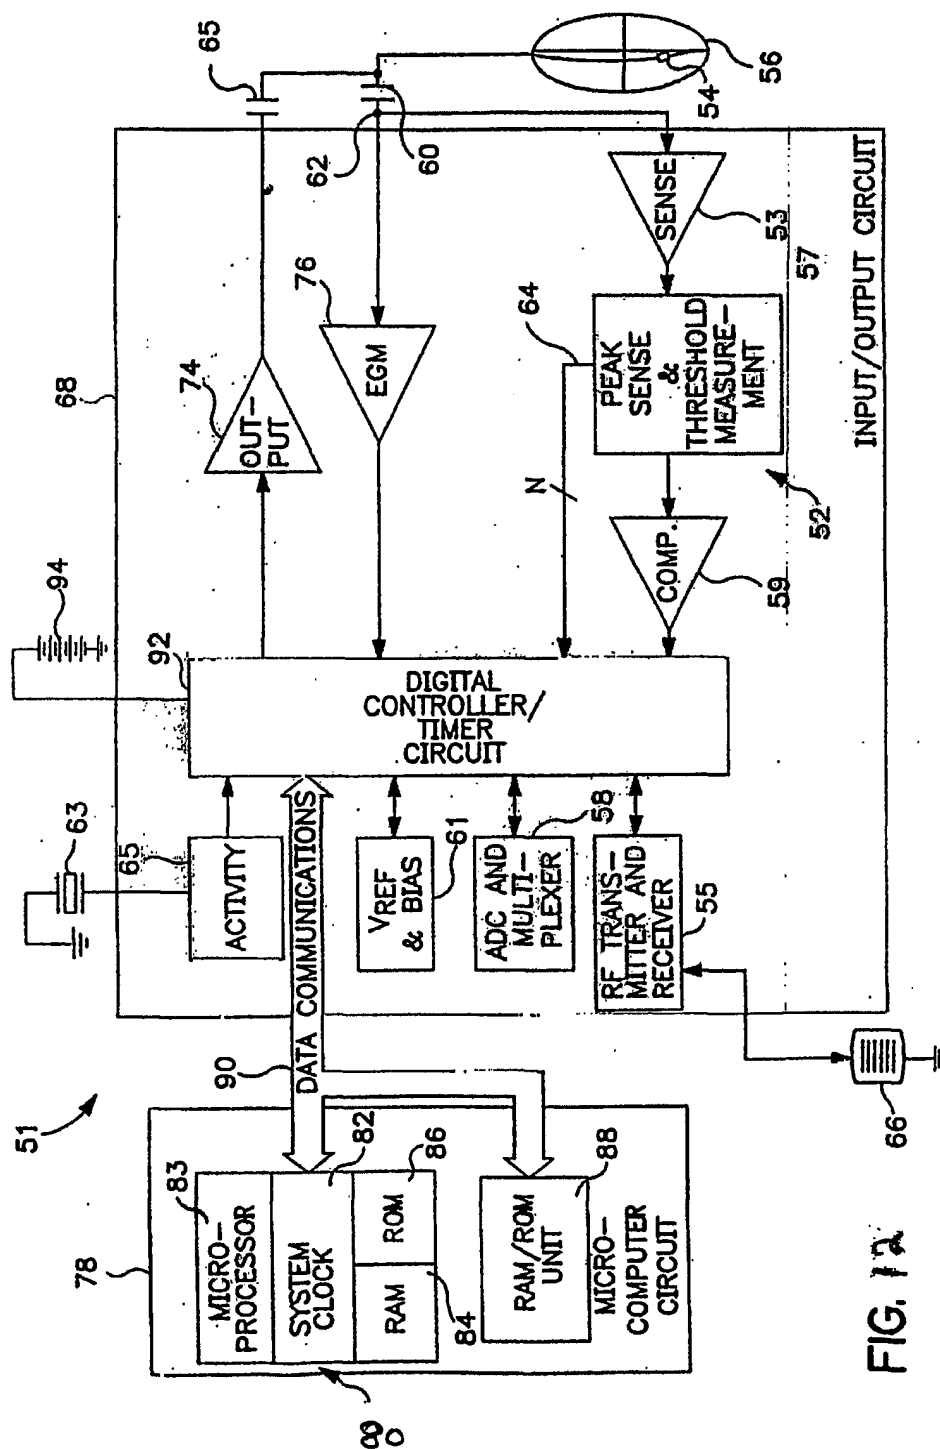 51
78
83
MICRO-
PROCESSOR
SYSTEM
CLOCK
82
RAM
ROM
86
84
RAM/ROM
UNIT
88
MICRO-
COMPUTER
CIRCUIT
80
90
DATA COMMUNICATIONS
63
65
ACTIVITY
VREF
& BIAS
61
ADC AND
MULTI-
PLEXER
58
RF TRANS-
MITTER AND
RECEIVER
55
66
94
92
DIGITAL
CONTROLLER/
TIMER
CIRCUIT
68
74
OUT-
PUT
76
EGM
N
64
COMP.
59
PEAK
SENSE
&
THRESHOLD
MEASURE-
MENT
52
SENSE
53
57
INPUT/OUTPUT CIRCUIT
65
62
60
54
56
FIG. 12